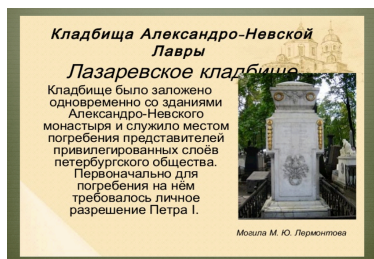 Кладбища Александро-Невской
Лавры
Лазаревское кладбище
Кладбище было заложено
одновременно со зданиями
Александро-Невского
монастыря и служило местом
погребения представителей
привилегированных слоёв
петербургского общества.
Первоначально для
погребения на нём
требовалось личное
разрешение Петра I.
Могила М. Ю. Лермонтова